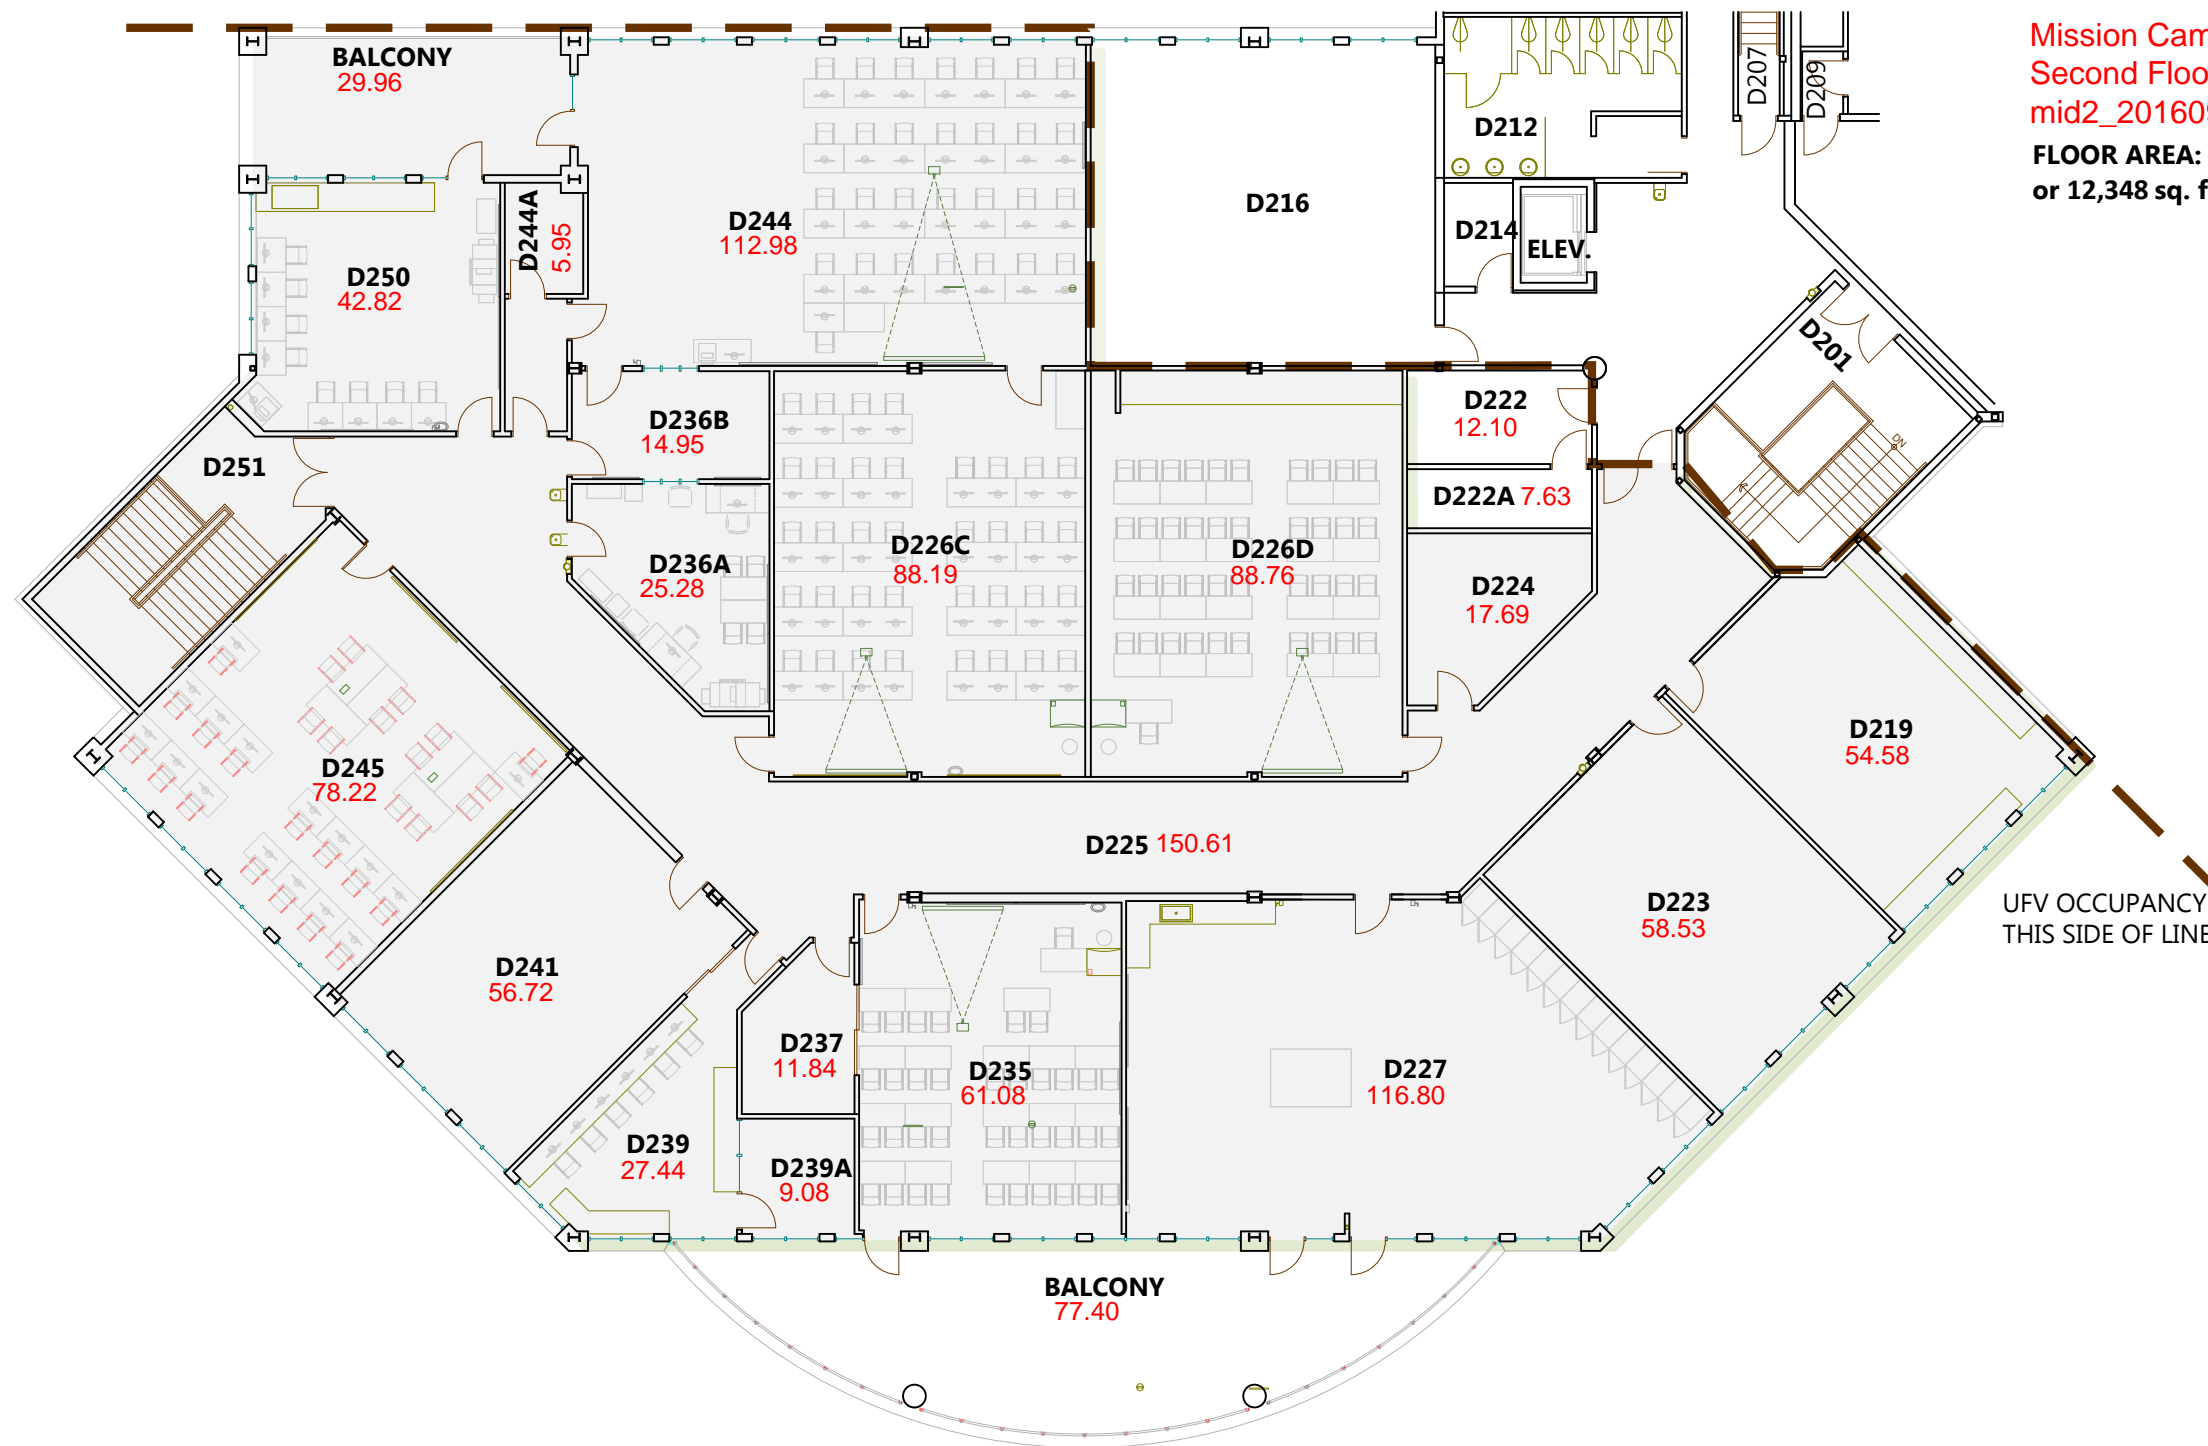 Mission Cam
Second Floo
mid2_201609
FLOOR AREA:
or 12,348 sq. f
BALCONY
29.96
D207
D209
D212
D216
D214
ELEV.
D244
112.98
D244A
5.95
D250
42.82
D201
DN
D236B
14.95
D222
12.10
D251
D222A 7.63
D236A
25.28
D226C
88.19
D226D
88.76
D224
17.69
D219
54.58
D245
78.22
D225 150.61
D223
58.53
UFV OCCUPANCY
THIS SIDE OF LINE
D241
56.72
D237
11.84
D235
61.08
D227
116.80
D239
27.44
D239A
9.08
BALCONY
77.40